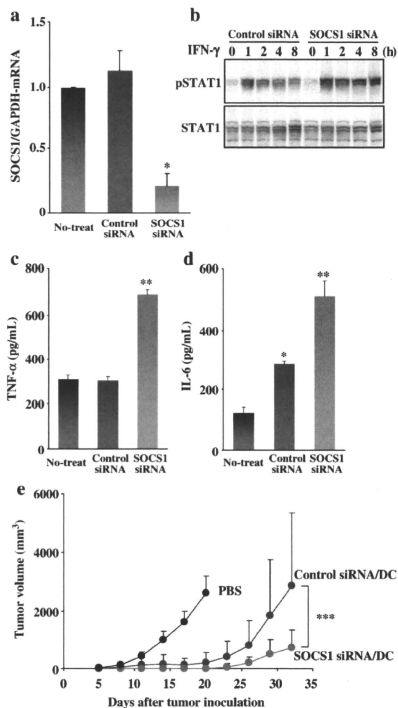 a
SOCS1/GAPDH-mRNA
1.5
1.0
0.5
0
*
No-treat
Control siRNA
SOCS1 siRNA
b
Control siRNA SOCS1 siRNA
IFN-γ 0 1 2 4 8 0 1 2 4 8 (h)
pSTAT1
STAT1
c
TNF-α (pg/mL)
800
600
400
200
0
**
No-treat
Control siRNA
SOCS1 siRNA
d
IL-6 (pg/mL)
600
400
200
0
*
**
No-treat
Control siRNA
SOCS1 siRNA
e
Tumor volume (mm³)
6000
4000
2000
0
PBS
Control siRNA/DC
***
SOCS1 siRNA/DC
0 5 10 15 20 25 30 35
Days after tumor inoculation